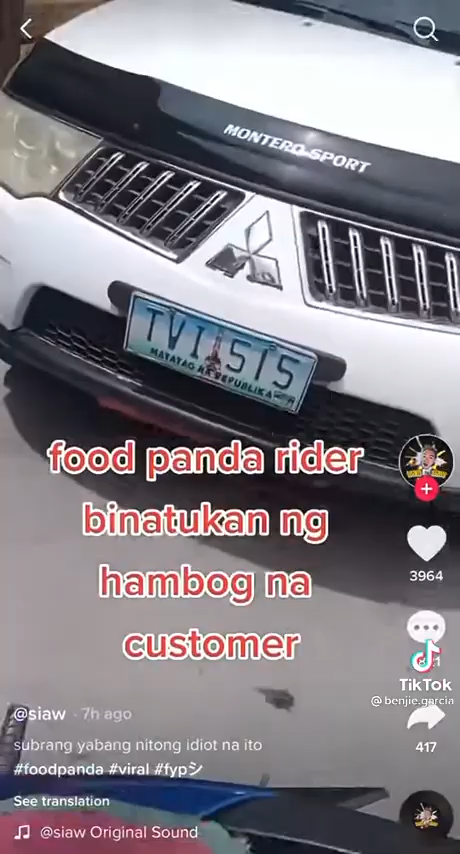 MONTERO SPORT
TVI 515
MATATAG NA REPUBLIKA
food panda rider
binatukan ng
hambog na
customer
3964
TikTok
@benjie.garcia
@siaw · 7h ago
subrang yabang nitong idiot na ito
#foodpanda #viral #fypシ
417
See translation
@siaw Original Sound